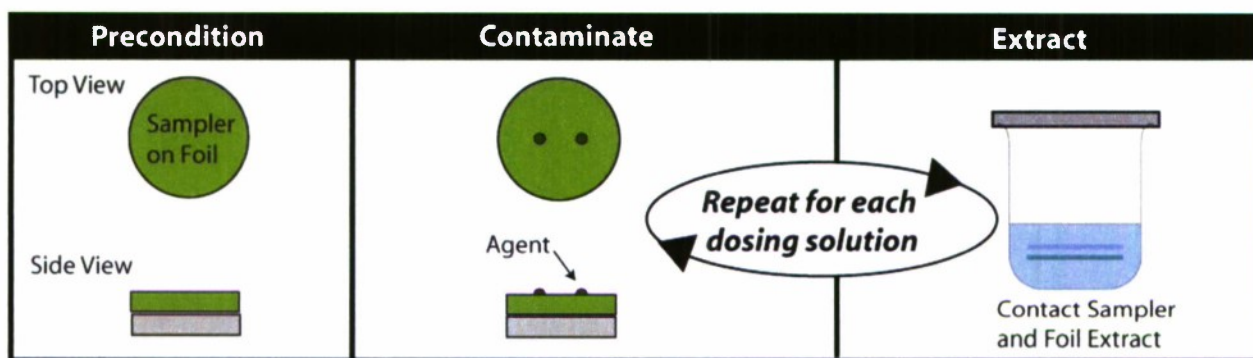 Precondition
Contaminate
Extract
Top View
Sampler
on Foil
Side View
Agent
Repeat for each
dosing solution
Contact Sampler
and Foil Extract